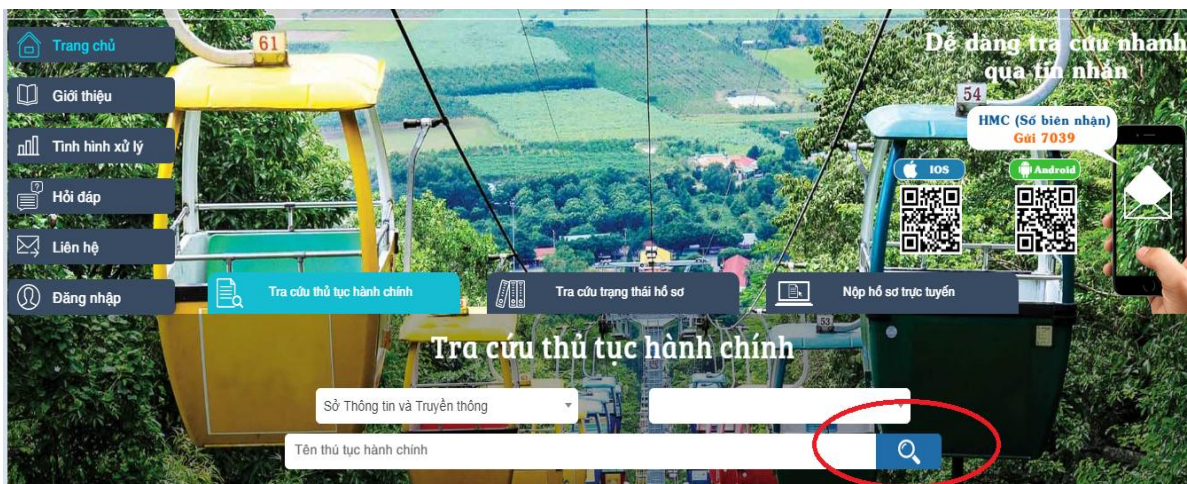 Trang chủ
Giới thiệu
Tình hình xử lý
Hỏi đáp
Liên hệ
Đăng nhập
61
54
Dễ dàng tra cứu nhanh
qua tin nhắn
HMC (Số biên nhận)
Gửi 7039
IOS
Android
Tra cứu thủ tục hành chính
Tra cứu trạng thái hồ sơ
Nộp hồ sơ trực tuyến
53
Tra cứu thủ tục hành chính
Sở Thông tin và Truyền thông
Tên thủ tục hành chính